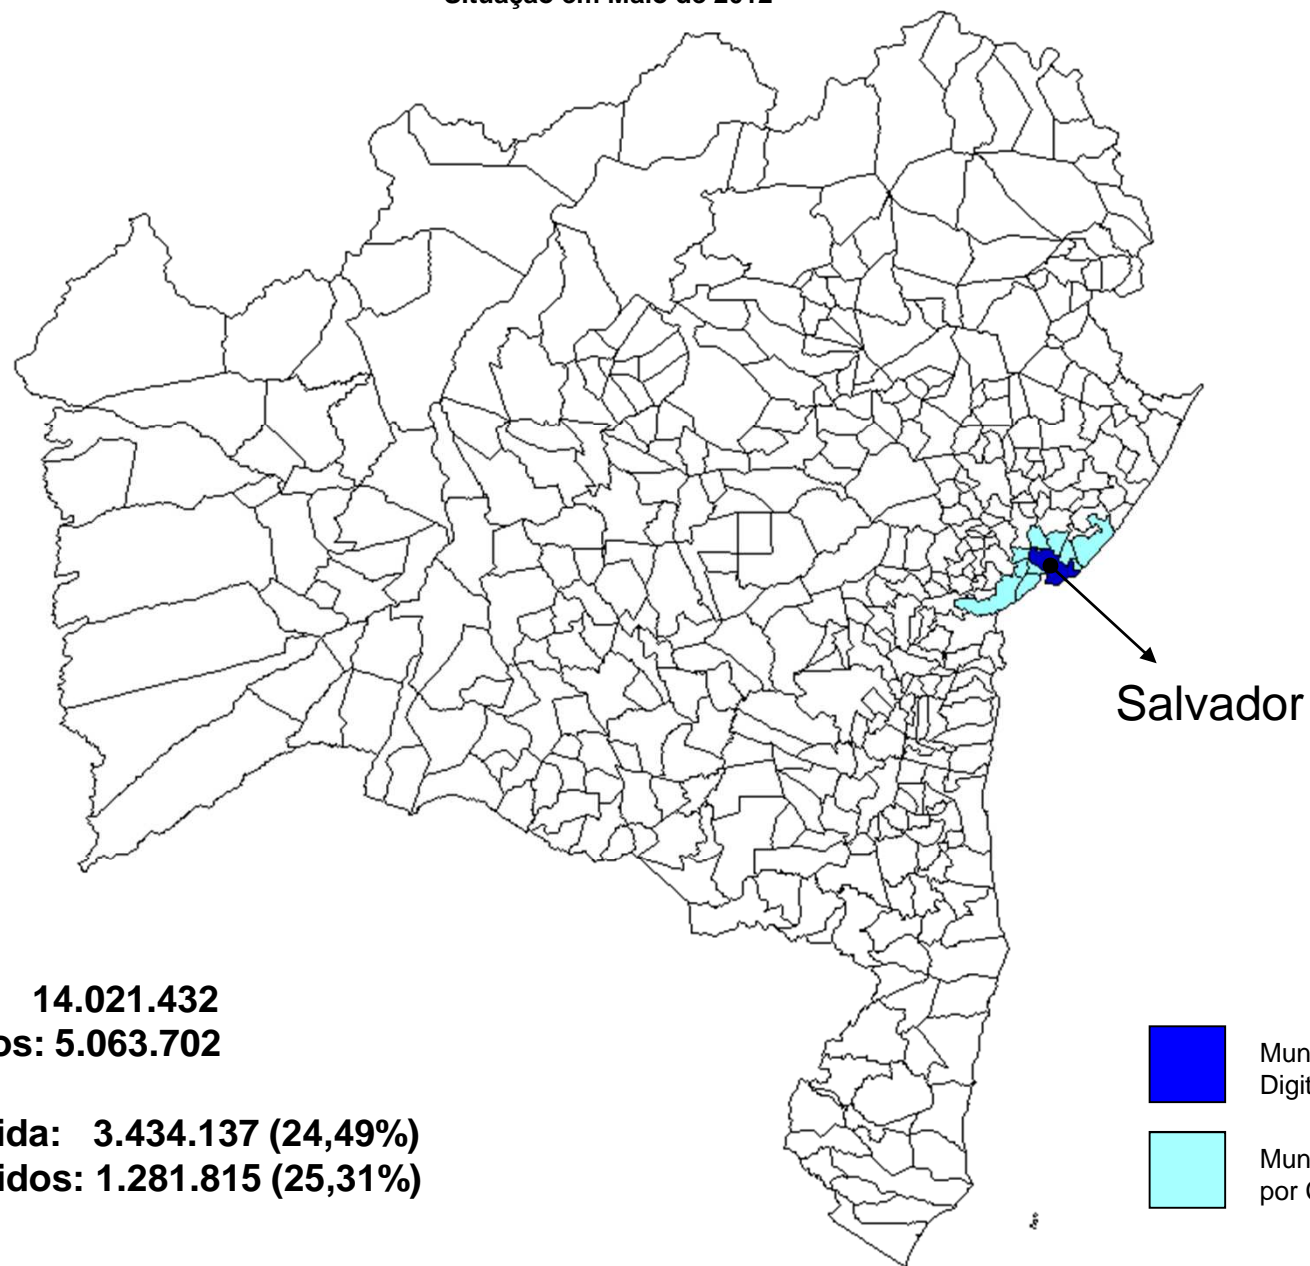 Situação em Maio de 2012
Salvador
14.021.432
os: 5.063.702
ida: 3.434.137 (24,49%)
idos: 1.281.815 (25,31%)
Mun
Digit
Mun
por